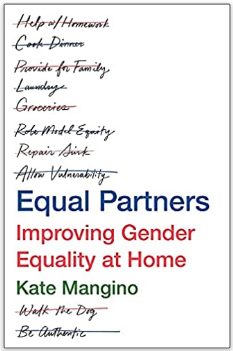 Help w/ Homework
Cook Dinner
Provide for Family
Laundry
Groceries
Role Model Equity
Repair Sink
Allow Vulnerability
Equal Partners
Improving Gender
Equality at Home
Kate Mangino
Walk the Dog
Be Authentic